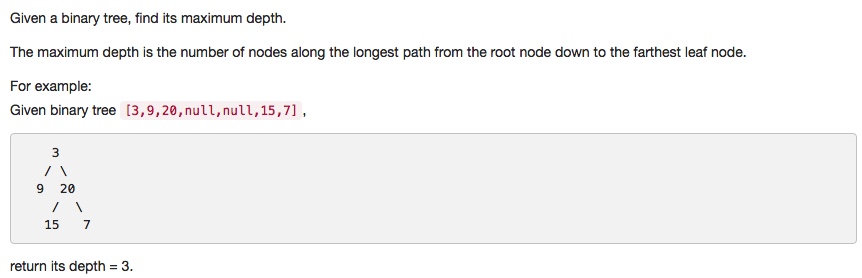 Given a binary tree, find its maximum depth.
The maximum depth is the number of nodes along the longest path from the root node down to the farthest leaf node.
For example:
Given binary tree [3,9,20,null,null,15,7] ,
3
/ \
9 20
/ \
15 7
return its depth = 3.